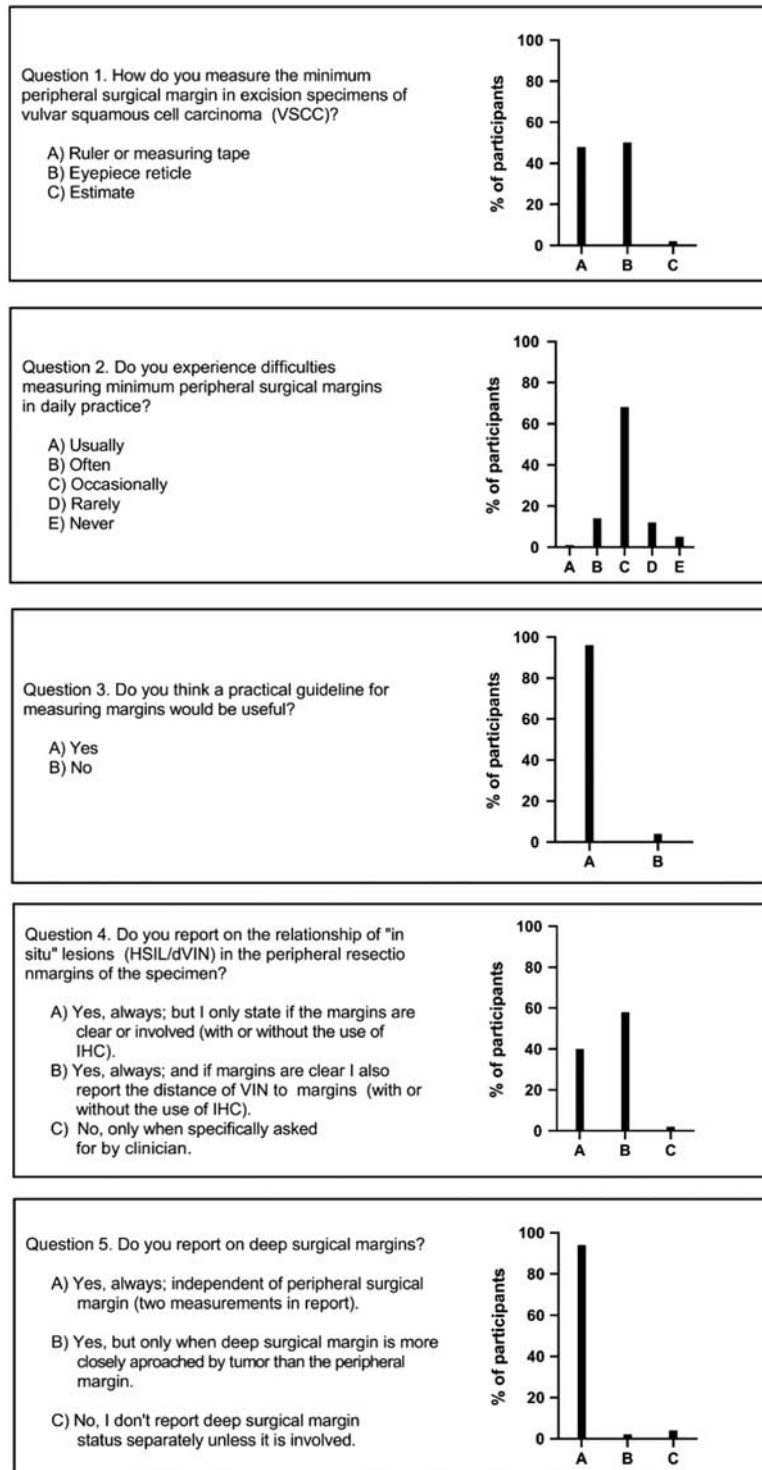 Question 1. How do you measure the minimum
peripheral surgical margin in excision specimens of
vulvar squamous cell carcinoma (VSCC)?
A) Ruler or measuring tape
B) Eyepiece reticle
C) Estimate
% of participants
100
80
60
40
20
0
A B C
Question 2. Do you experience difficulties
measuring minimum peripheral surgical margins
in daily practice?
A) Usually
B) Often
C) Occasionally
D) Rarely
E) Never
% of participants
100
80
60
40
20
0
A B C D E
Question 3. Do you think a practical guideline for
measuring margins would be useful?
A) Yes
B) No
% of participants
100
80
60
40
20
0
A B
Question 4. Do you report on the relationship of "in
situ" lesions (HSIL/dVIN) in the peripheral resectio
nmargins of the specimen?
A) Yes, always; but I only state if the margins are
clear or involved (with or without the use of
IHC).
B) Yes, always; and if margins are clear I also
report the distance of VIN to margins (with or
without the use of IHC).
C) No, only when specifically asked
for by clinician.
% of participants
100
80
60
40
20
0
A B C
Question 5. Do you report on deep surgical margins?
A) Yes, always; independent of peripheral surgical
margin (two measurements in report).
B) Yes, but only when deep surgical margin is more
closely aproached by tumor than the peripheral
margin.
C) No, I don't report deep surgical margin
status separately unless it is involved.
% of participants
100
80
60
40
20
0
A B C